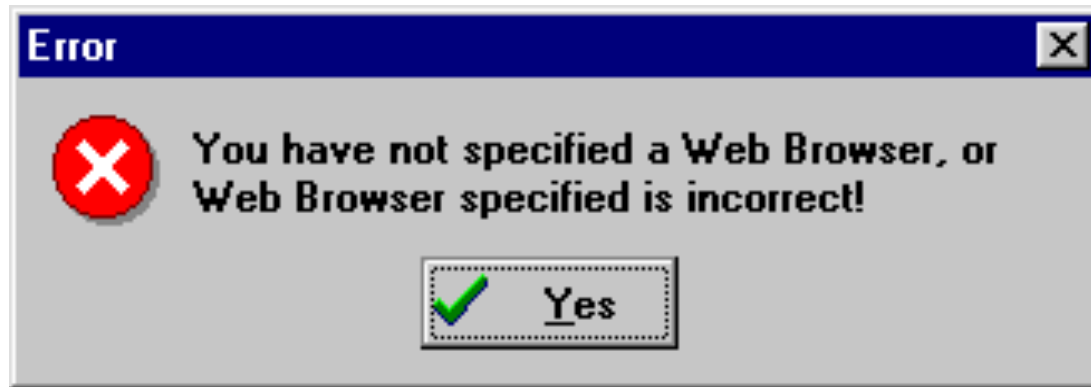 Error
You have not specified a Web Browser, or
Web Browser specified is incorrect!
Yes